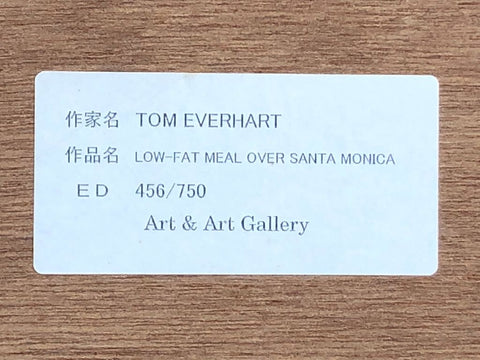 作家名 TOM EVERHART
作品名 LOW-FAT MEAL OVER SANTA MONICA
ＥＤ 456/750
Art & Art Gallery